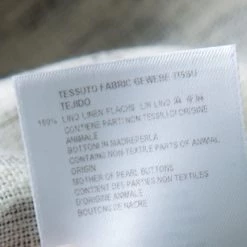 TESSUTO FABRIC GEWEBE TISSU
TEJIDO
100% LINO LINEN FLACHS LIN LINO 麻
CONTIENE PARTI NON TESSILI DI ORIGINE
ANIMALE
BOTTONI IN MADREPERLA
CONTAINS NON-TEXTILE PARTS OF ANIMAL
ORIGIN
MOTHER OF PEARL BUTTONS
CONTIENT DES PARTIES NON TEXTILES
D'ORIGINE ANIMALE
BOUTONS DE NACRE